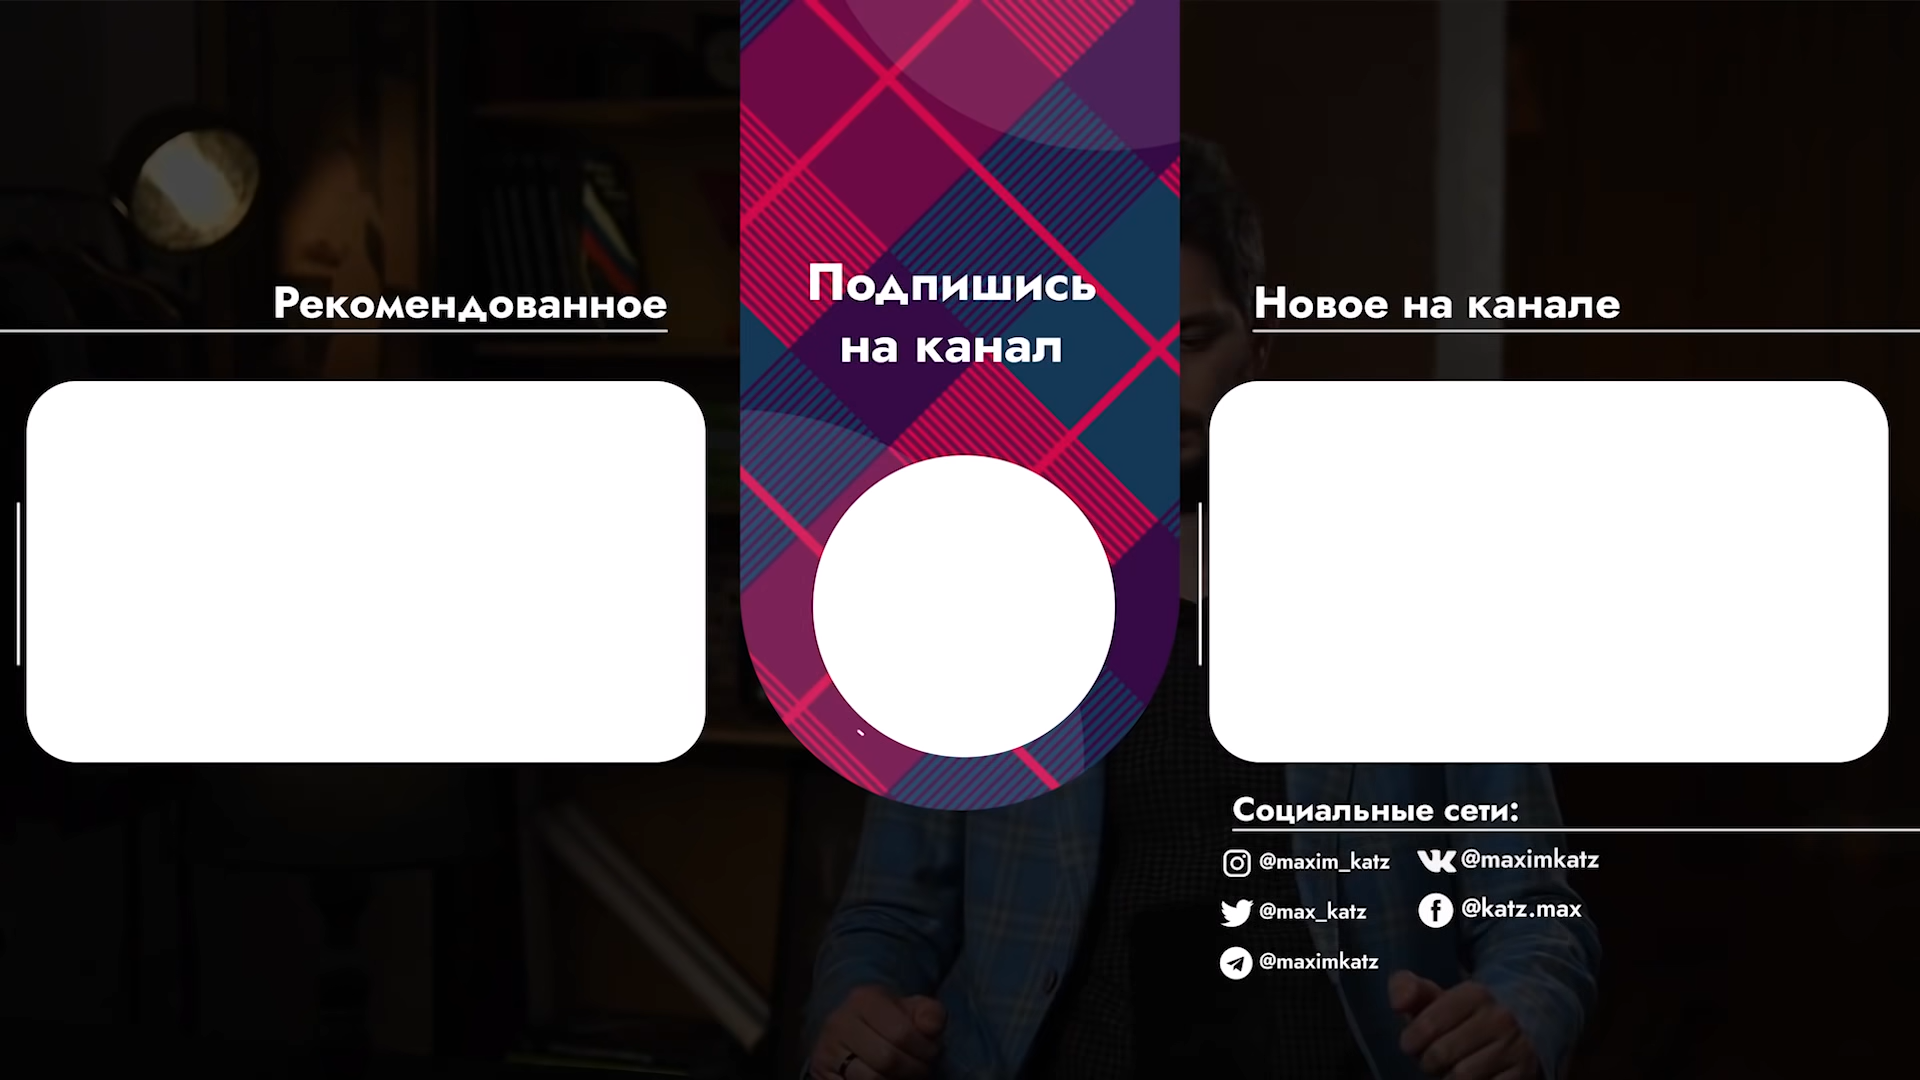 Рекомендованное
Подпишись
на канал
Новое на канале
Социальные сети:
@maxim_katz
@maximkatz
@max_katz
@katz.max
@maximkatz